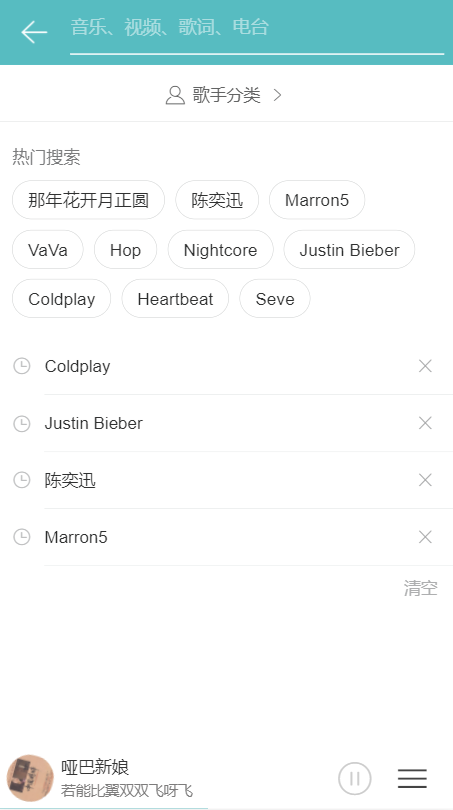 音乐、视频、歌词、电台
歌手分类
热门搜索
那年花开月正圆 陈奕迅 Marron5
VaVa Hop Nightcore Justin Bieber
Coldplay Heartbeat Seve
Coldplay
Justin Bieber
陈奕迅
Marron5
清空
哑巴新娘
若能比翼双双飞呀飞